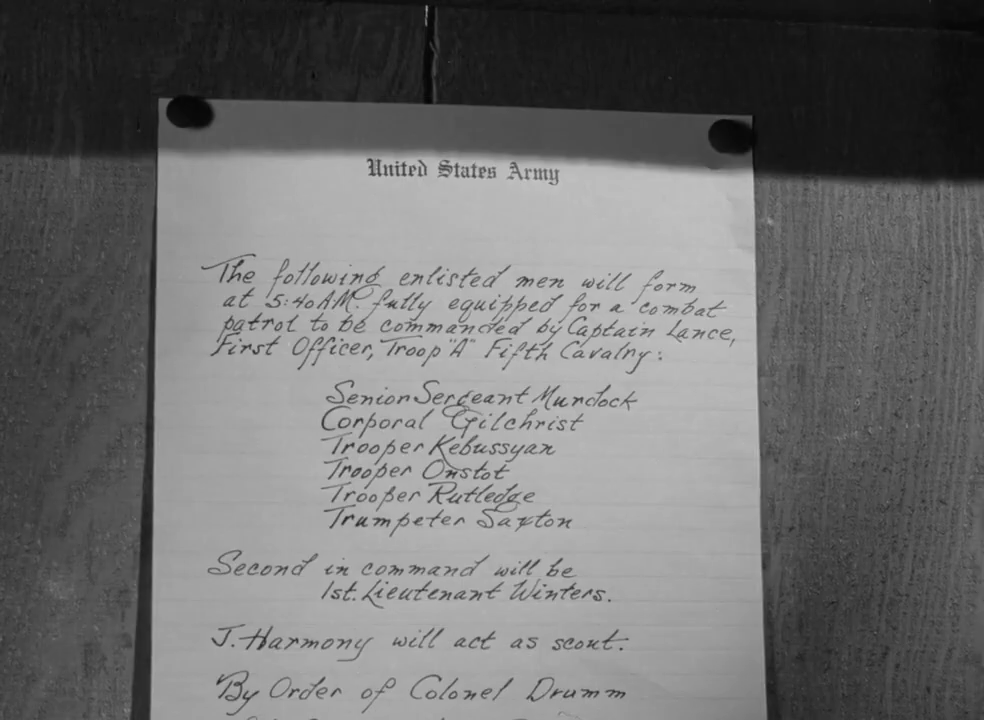 United States Army
The following enlisted men will form
at 5:40 A.M. fully equipped for a combat
patrol to be commanded by Captain Lance,
First Officer, Troop "A" Fifth Cavalry:
Senior Sergeant Murdock
Corporal Gilchrist
Trooper Kebussyan
Trooper Onstot
Trooper Rutledge
Trumpeter Saxton
Second in command will be
1st. Lieutenant Winters.
J. Harmony will act as scout.
By Order of Colonel Drumm